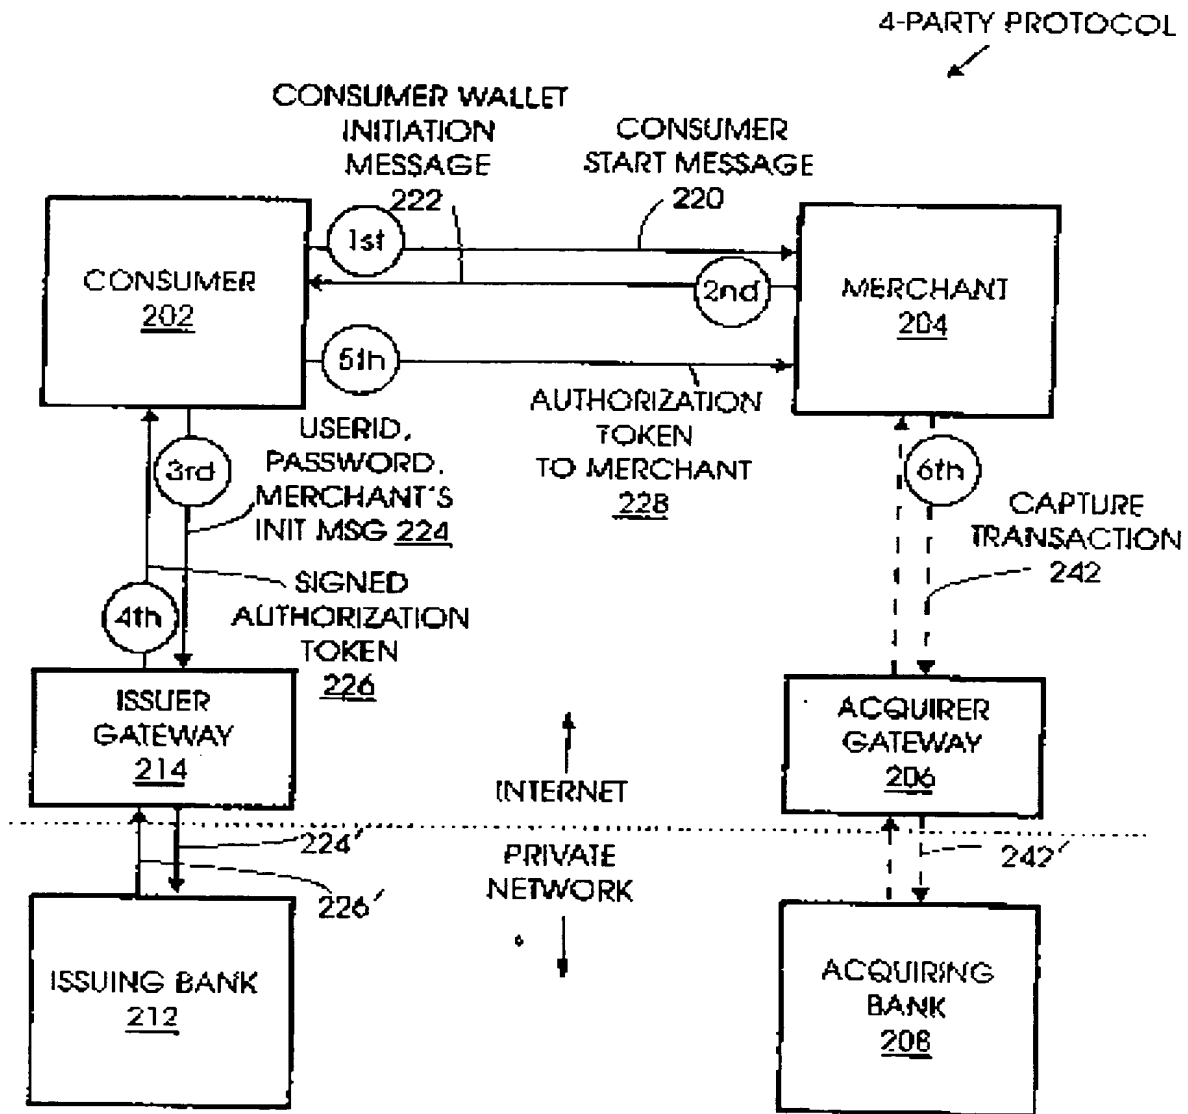 4-PARTY PROTOCOL
CONSUMER WALLET
INITIATION
MESSAGE
222
CONSUMER
START MESSAGE
220
CONSUMER
202
1st
2nd
5th
MERCHANT
204
AUTHORIZATION
TOKEN
TO MERCHANT
228
USERID,
PASSWORD,
MERCHANT'S
INIT MSG 224
3rd
6th
CAPTURE
TRANSACTION
242
4th
SIGNED
AUTHORIZATION
TOKEN
226
ISSUER
GATEWAY
214
ACQUIRER
GATEWAY
206
INTERNET
PRIVATE
NETWORK
224'
226'
242'
ISSUING BANK
212
ACQUIRING
BANK
208